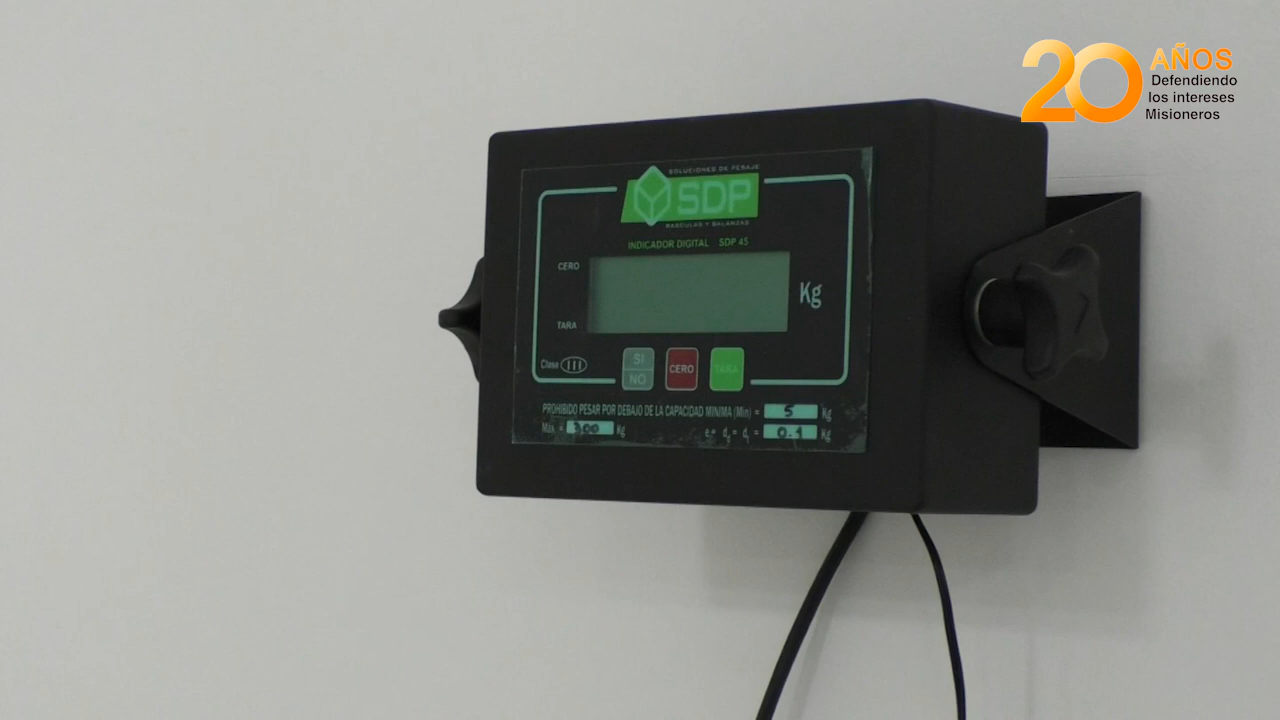 20 AÑOS
Defendiendo
los intereses
Misioneros
SOLUCIONES DE PESAJE
SDP
BASCULAS Y BALANZAS
INDICADOR DIGITAL SDP 45
CERO
Kg
TARA
Clase III
SI
NO
CERO
TARA
PROHIBIDO PESAR POR DEBAJO DE LA CAPACIDAD MINIMA (Min) = 5 Kg
Máx = 300 Kg
e = d = d = 0.1 Kg